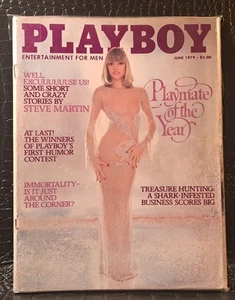 PLAYBOY
ENTERTAINMENT FOR MEN
JUNE 1979 • $2.00
WELL,
EXCUUUUUUSE US!
SOME SHORT
AND CRAZY
STORIES BY
STEVE MARTIN
Playmate
of the
Year
AT LAST!
THE WINNERS
OF PLAYBOY'S
FIRST HUMOR
CONTEST
IMMORTALITY–
IS IT JUST
AROUND
THE CORNER?
TREASURE HUNTING:
A SHARK-INFESTED
BUSINESS SCORES BIG